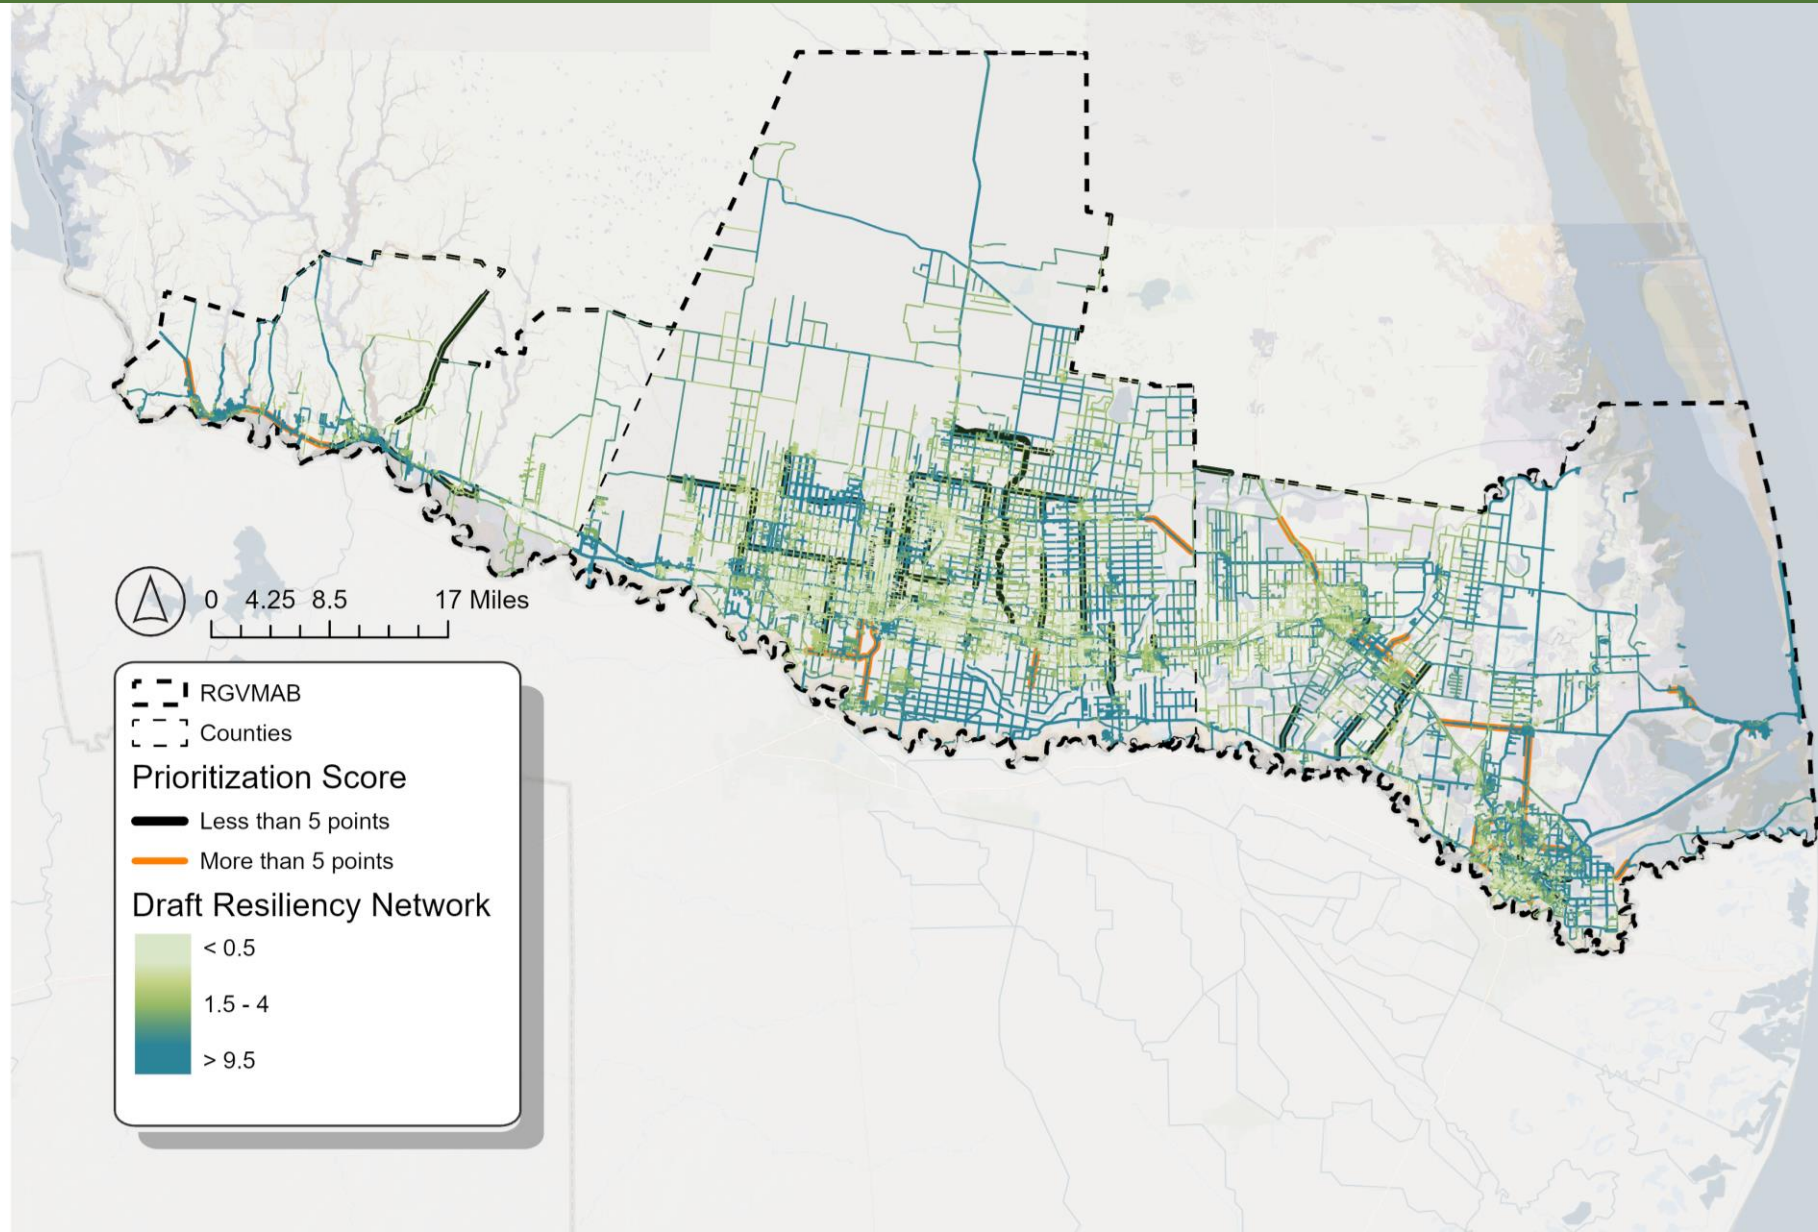 0 4.25 8.5 17 Miles
RGVMAB
Counties
Prioritization Score
Less than 5 points
More than 5 points
Draft Resiliency Network
< 0.5
1.5 - 4
> 9.5